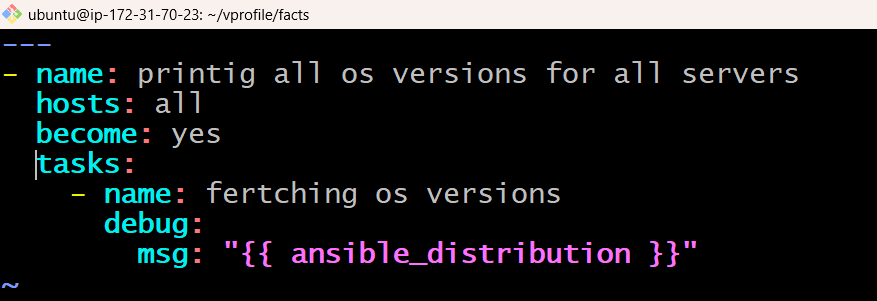 ubuntu@ip-172-31-70-23: ~/vprofile/facts
---
- name: printig all os versions for all servers
  hosts: all
  become: yes
  tasks:
    - name: fertching os versions
      debug:
        msg: "{{ ansible_distribution }}"
~